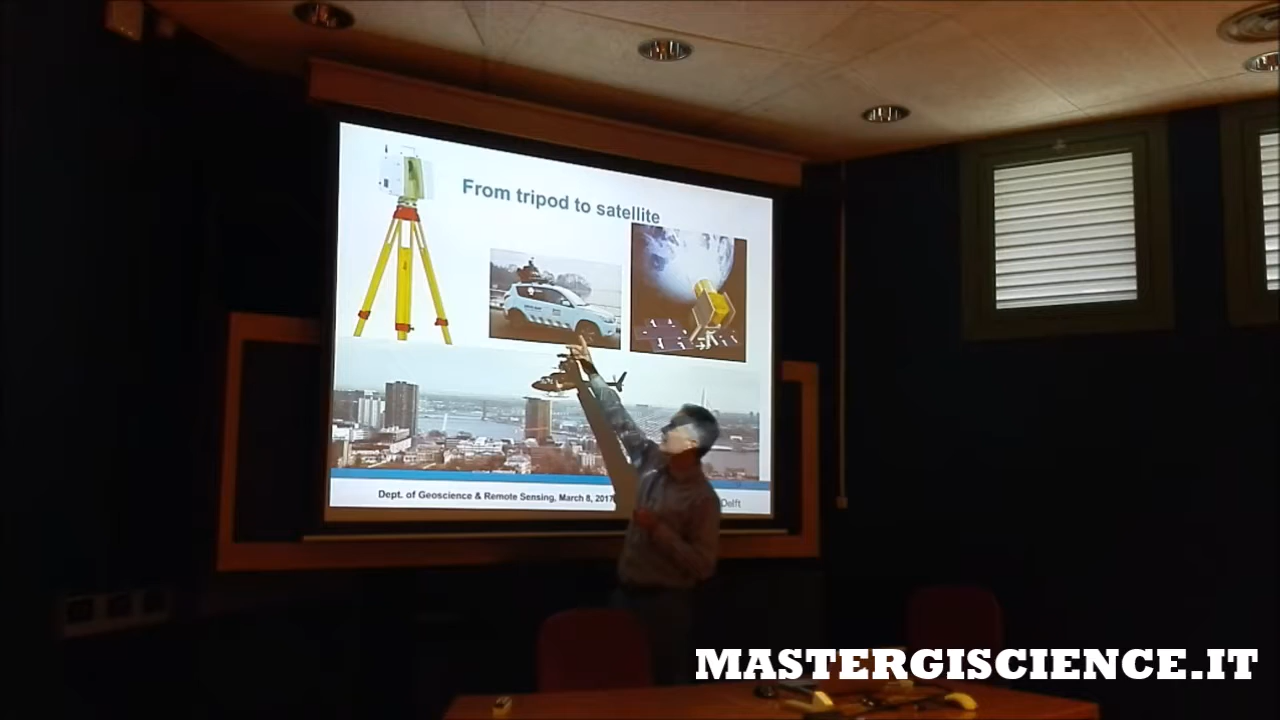 From tripod to satellite
Dept. of Geoscience & Remote Sensing, March 8, 2017
Delft
MASTERGISCIENCE.IT